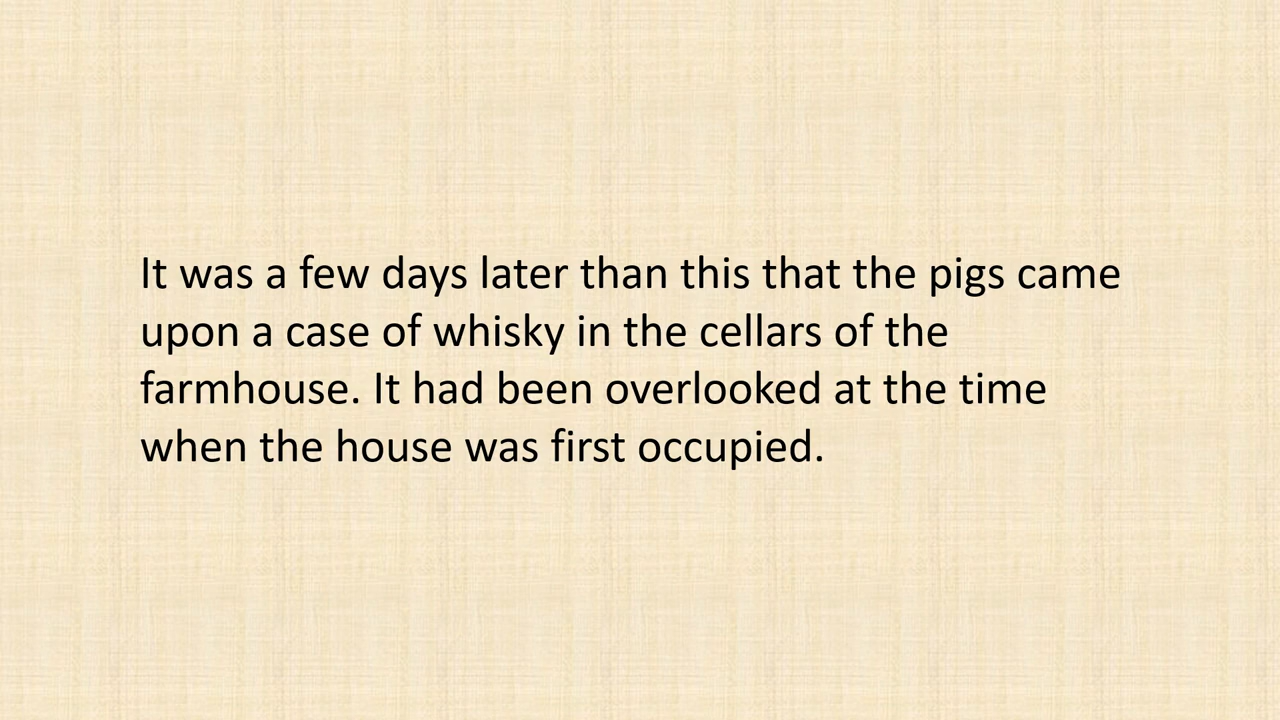 It was a few days later than this that the pigs came
upon a case of whisky in the cellars of the
farmhouse. It had been overlooked at the time
when the house was first occupied.